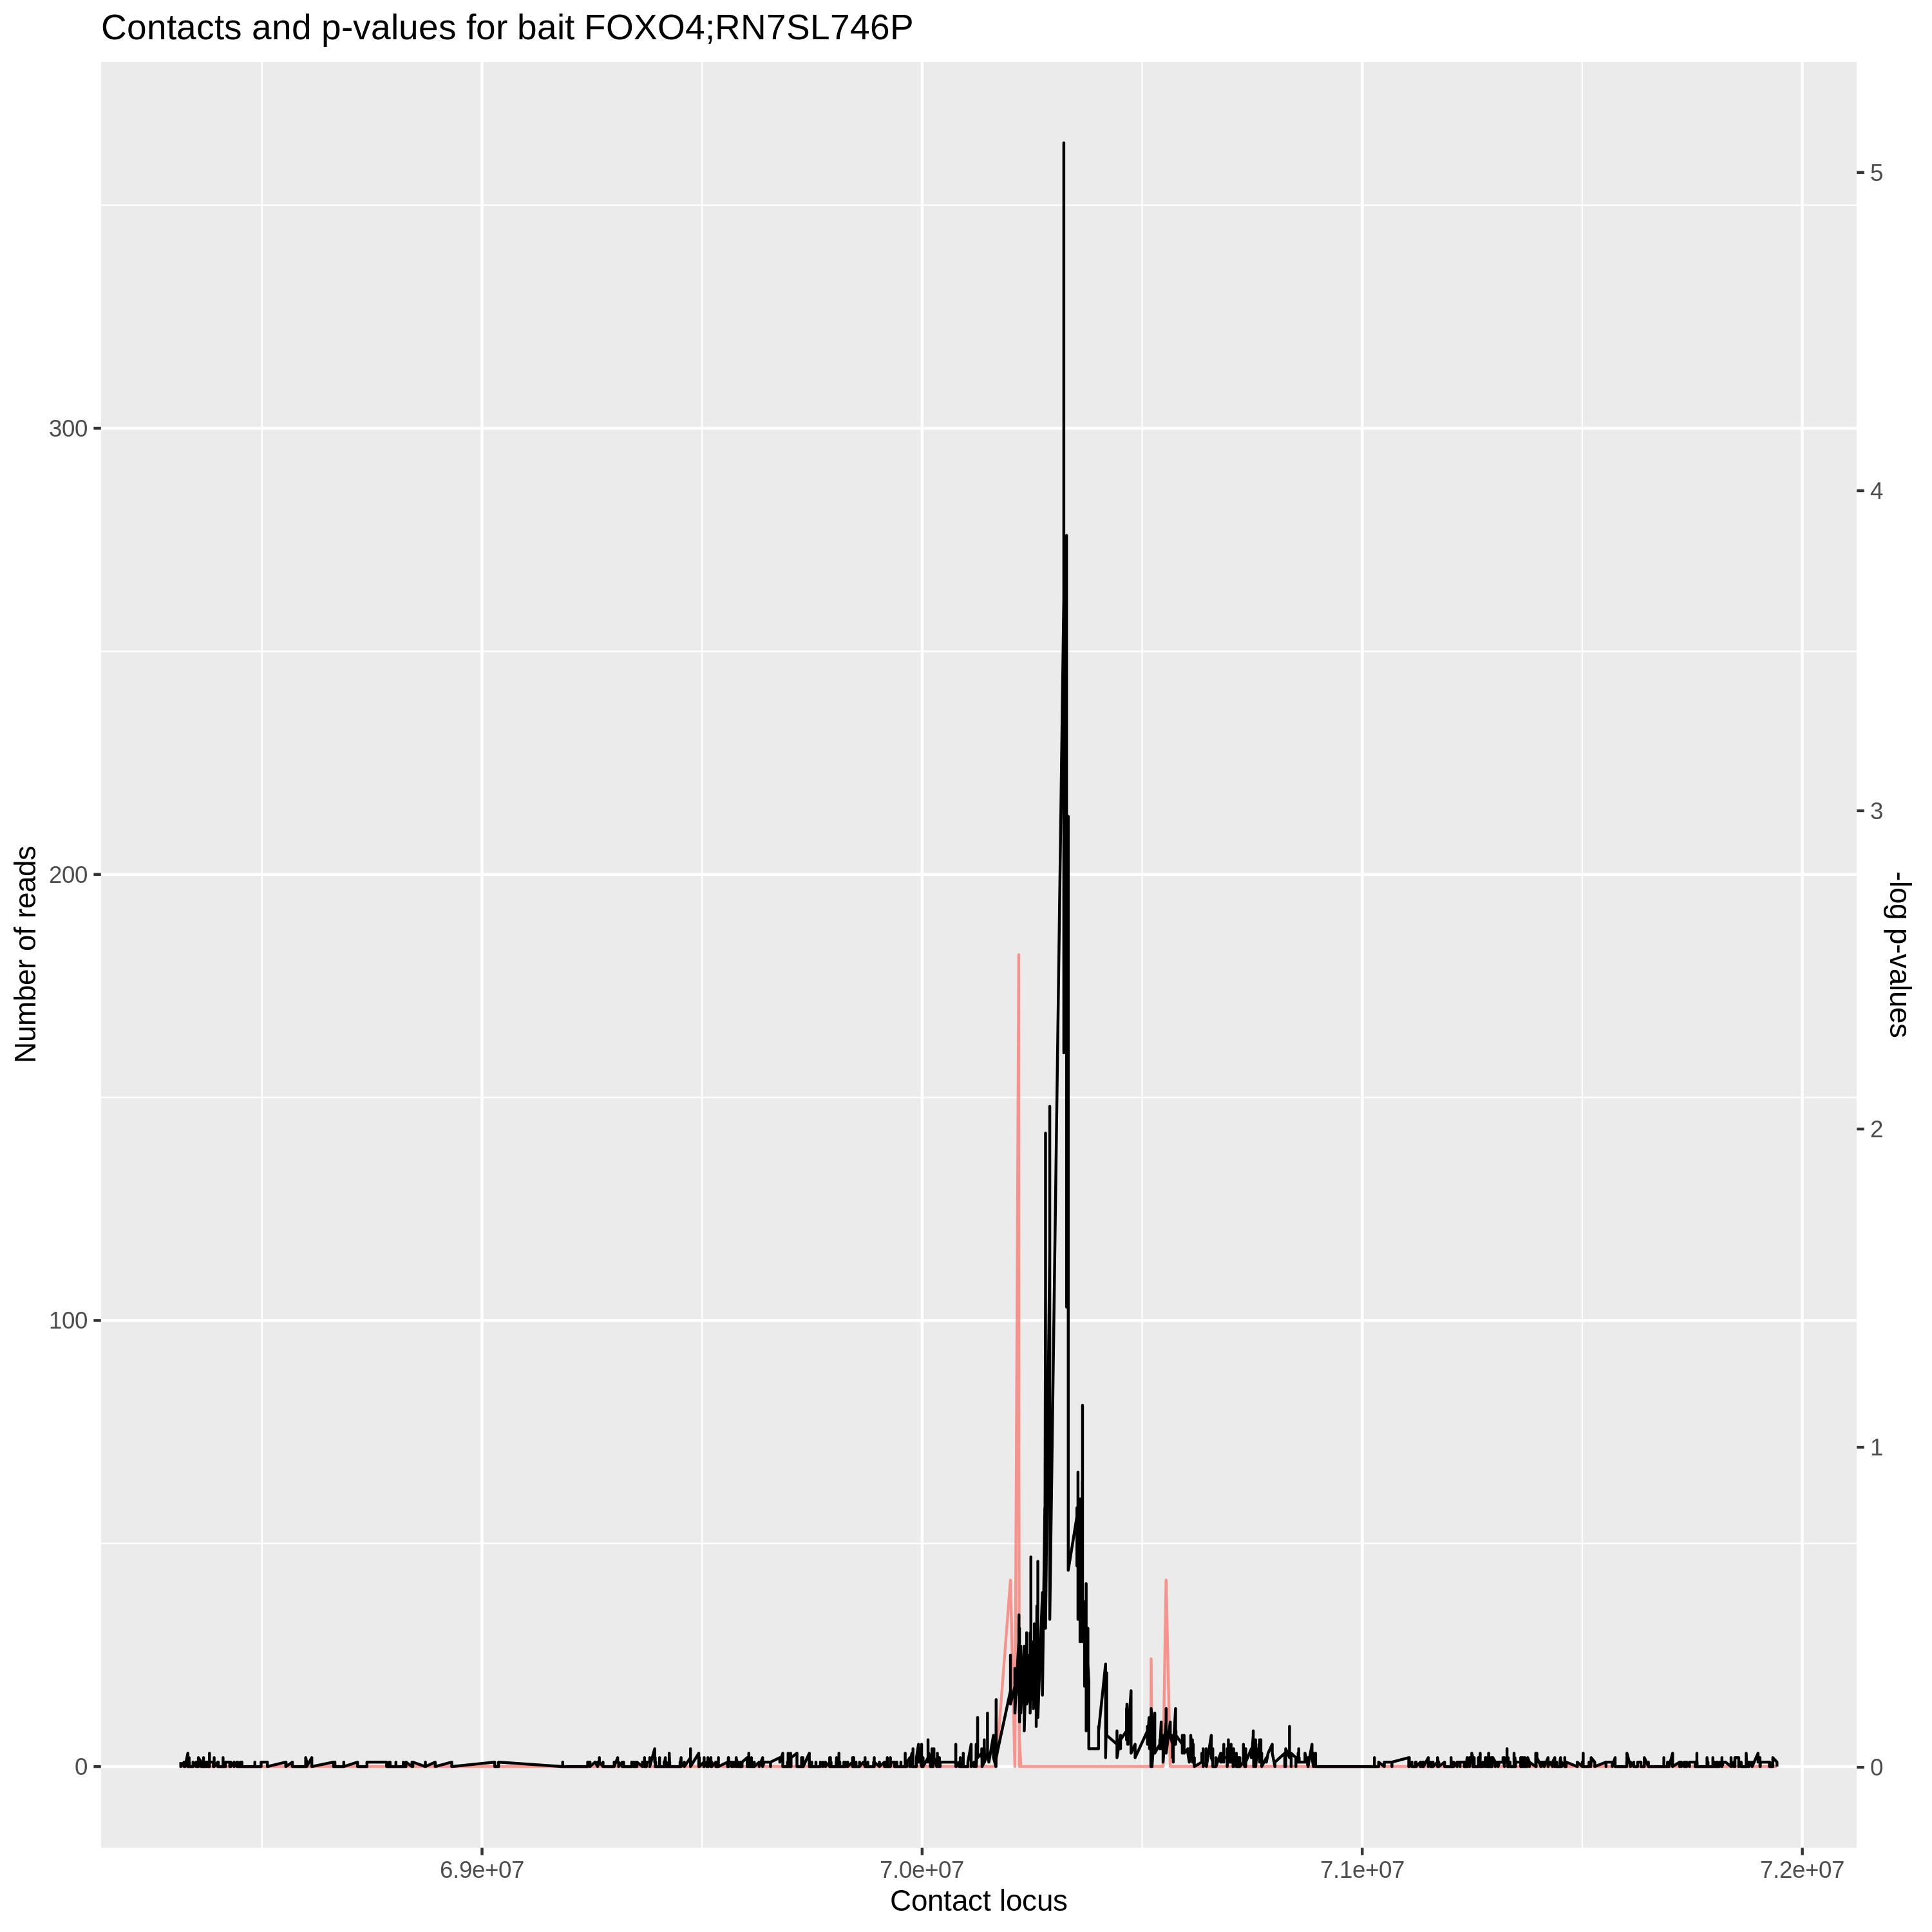 Contacts and p-values for bait FOXO4;RN7SL746P
Number of reads
300
200
100
0
5
4
3
2
1
0
-log p-values
6.9e+07
7.0e+07
7.1e+07
7.2e+07
Contact locus